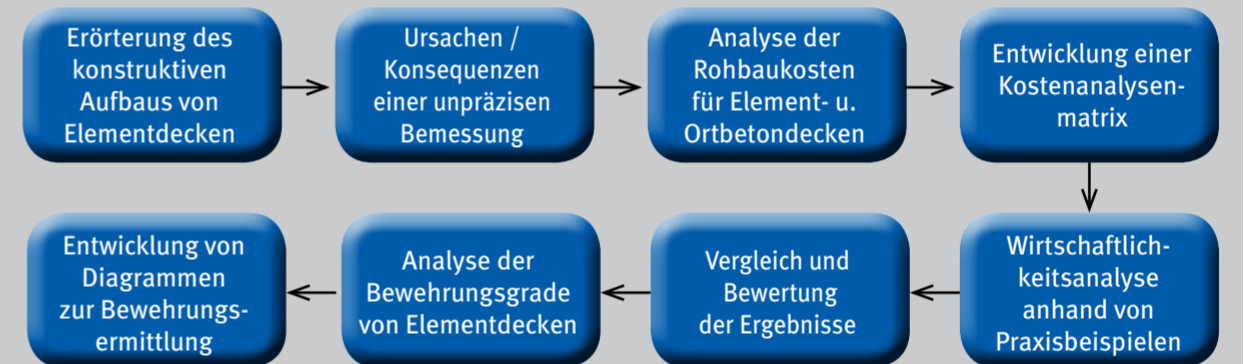 Erörterung des
konstruktiven
Aufbaus von
Elementdecken
Ursachen /
Konsequenzen
einer unpräzisen
Bemessung
Analyse der
Rohbaukosten
für Element- u.
Ortbetondecken
Entwicklung einer
Kostenanalysen-
matrix
Wirtschaftlich-
keitsanalyse
anhand von
Praxisbeispielen
Vergleich und
Bewertung
der Ergebnisse
Analyse der
Bewehrungsgrade
von Elementdecken
Entwicklung von
Diagrammen
zur Bewehrungs-
ermittlung